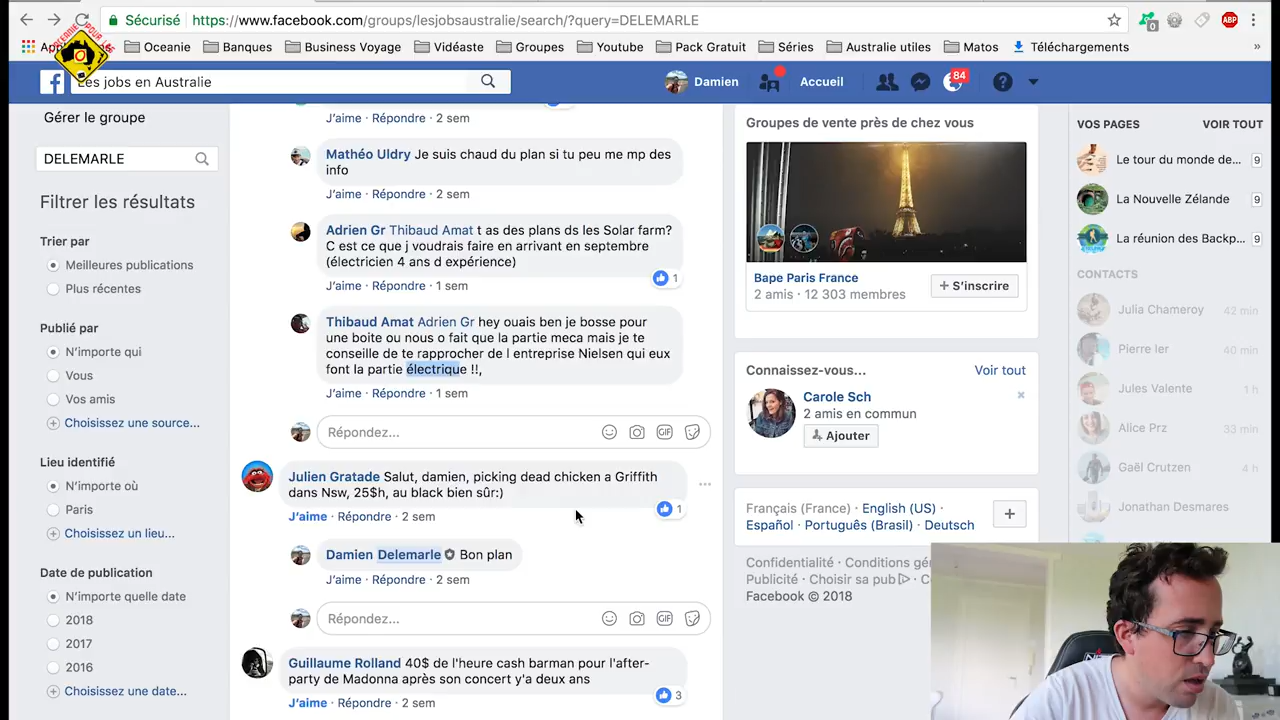 Sécurisé https://www.facebook.com/groups/lesjobsaustralie/search/?query=DELEMARLE
ABP
0
Oceanie Banques Business Voyage Vidéaste Groupes Youtube Pack Gratuit Séries Australie utiles Matos Téléchargements »
Les jobs en Australie
Damien Accueil 84
Gérer le groupe
DELEMARLE
Filtrer les résultats
Trier par
Meilleures publications
Plus récentes
Publié par
N'importe qui
Vous
Vos amis
Choisissez une source...
Lieu identifié
N'importe où
Paris
Choisissez un lieu...
Date de publication
N'importe quelle date
2018
2017
2016
Choisissez une date...
J'aime · Répondre · 2 sem
Mathéo Uldry Je suis chaud du plan si tu peu me mp des
info
J'aime · Répondre · 2 sem
Adrien Gr Thibaud Amat t as des plans ds les Solar farm?
C est ce que j voudrais faire en arrivant en septembre
(électricien 4 ans d expérience)
1
J'aime · Répondre · 1 sem
Thibaud Amat Adrien Gr hey ouais ben je bosse pour
une boite ou nous o fait que la partie meca mais je te
conseille de te rapprocher de l entreprise Nielsen qui eux
font la partie électrique !!,
J'aime · Répondre · 1 sem
Répondez... GIF
Julien Gratade Salut, damien, picking dead chicken a Griffith
dans Nsw, 25$h, au black bien sûr:)
1
J'aime · Répondre · 2 sem
Damien Delemarle Bon plan
J'aime · Répondre · 2 sem
Répondez... GIF
Guillaume Rolland 40$ de l'heure cash barman pour l'after-
party de Madonna après son concert y'a deux ans
3
J'aime · Répondre · 2 sem
Groupes de vente près de chez vous
Bape Paris France
2 amis · 12 303 membres
+ S'inscrire
Connaissez-vous... Voir tout
Carole Sch
2 amis en commun
Ajouter
Français (France) · English (US) ·
Español · Português (Brasil) · Deutsch
Confidentialité · Conditions gén
Publicité · Choisir sa pub · C
Facebook © 2018
VOS PAGES VOIR TOUT
Le tour du monde de... 9
La Nouvelle Zélande 9
La réunion des Backp... 9
CONTACTS
Julia Chameroy 42 min
Pierre Ier 40 min
Jules Valente 1 h
Alice Prz 33 min
Gaël Crutzen 4 h
Jonathan Desmares